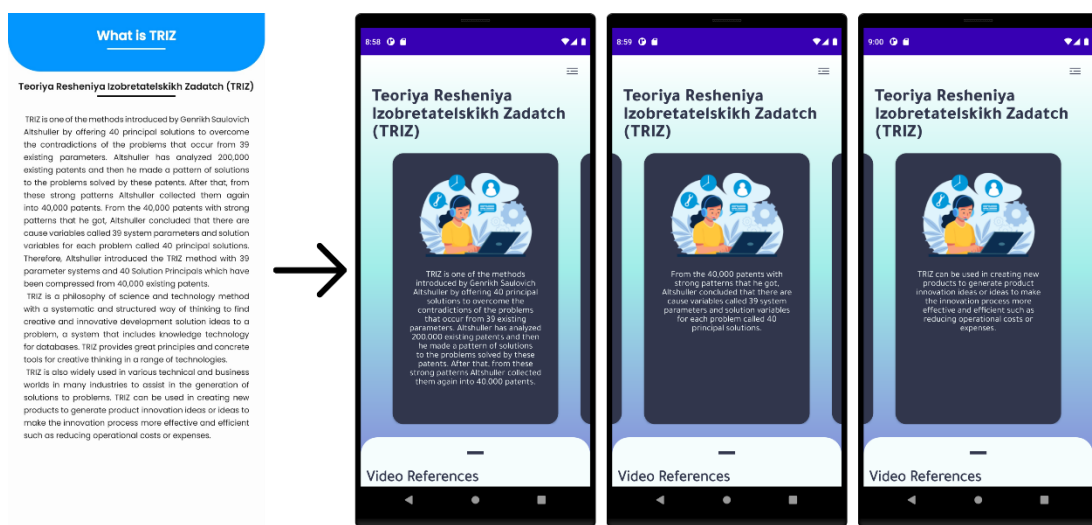 What is TRIZ
Teoriya Resheniya Izobretatelskikh Zadatch (TRIZ)
TRIZ is one of the methods introduced by Genrikh Saulovich
Altshuller by offering 40 principal solutions to overcome
the contradictions of the problems that occur from 39
existing parameters. Altshuller has analyzed 200,000
existing patents and then he made a pattern of solutions
to the problems solved by these patents. After that, from
these strong patterns Altshuller collected them again
into 40,000 patents. From the 40,000 patents with strong
patterns that he got, Altshuller concluded that there are
cause variables called 39 system parameters and solution
variables for each problem called 40 principal solutions.
Therefore, Altshuller introduced the TRIZ method with 39
parameter systems and 40 Solution Principals which have
been compressed from 40,000 existing patents.
TRIZ is a philosophy of science and technology method
with a systematic and structured way of thinking to find
creative and innovative development solution ideas to a
problem, a system that includes knowledge technology
for databases. TRIZ provides great principles and concrete
tools for creative thinking in a range of technologies.
TRIZ is also widely used in various technical and business
worlds in many industries to assist in the generation of
solutions to problems. TRIZ can be used in creating new
products to generate product innovation ideas or ideas to
make the innovation process more effective and efficient
such as reducing operational costs or expenses.
8:58
Teoriya Resheniya
Izobretatelskikh Zadatch
(TRIZ)
TRIZ is one of the methods
introduced by Genrikh Saulovich
Altshuller by offering 40 principal
solutions to overcome the
contradictions of the problems
that occur from 39 existing
parameters. Altshuller has analyzed
200,000 existing patents and then
he made a pattern of solutions
to the problems solved by these
patents. After that, from these
strong patterns Altshuller collected
them again into 40,000 patents.
Video References
8:59
Teoriya Resheniya
Izobretatelskikh Zadatch
(TRIZ)
From the 40,000 patents with
strong patterns that he got,
Altshuller concluded that there are
cause variables called 39 system
parameters and solution variables
for each problem called 40
principal solutions.
Video References
9:00
Teoriya Resheniya
Izobretatelskikh Zadatch
(TRIZ)
TRIZ can be used in creating new
products to generate product
innovation ideas or ideas to make
the innovation process more
effective and efficient such as
reducing operational costs or
expenses.
Video References